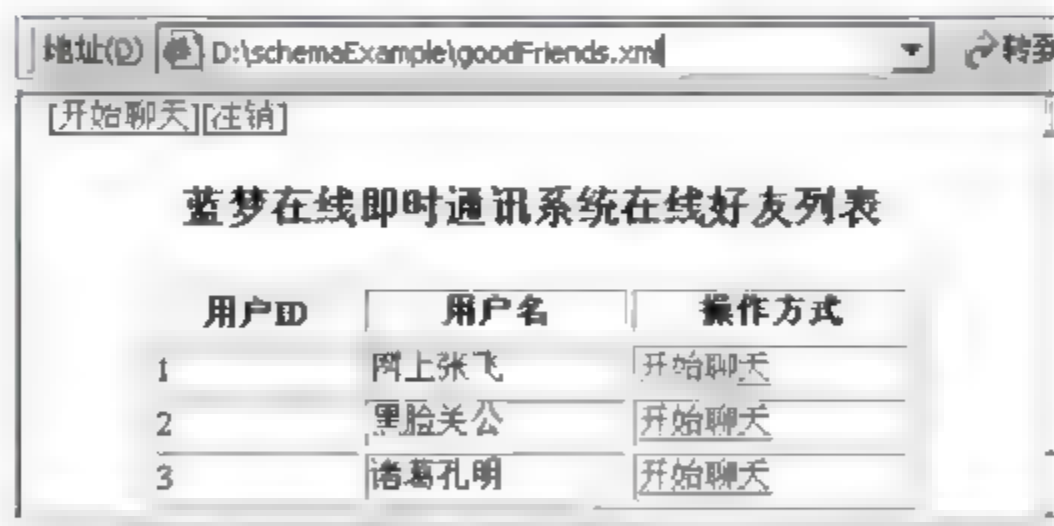 地址(D) D:\schemaExample\goodFriends.xml 转到
[开始聊天][注销]
蓝梦在线即时通讯系统在线好友列表
用户ID 用户名 操作方式
1 网上张飞 开始聊天
2 黑脸关公 开始聊天
3 诸葛孔明 开始聊天